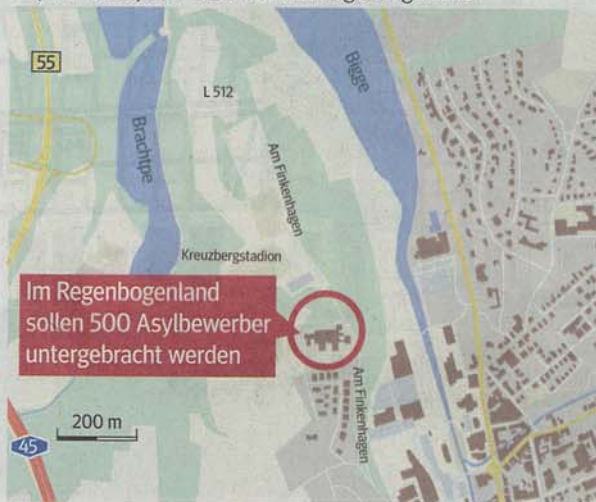 55
L 512
Bigge
Brachtpe
Am Finkenhagen
Kreuzbergstadion
Im Regenbogenland
sollen 500 Asylbewerber
untergebracht werden
Am Finkenhagen
200 m
45